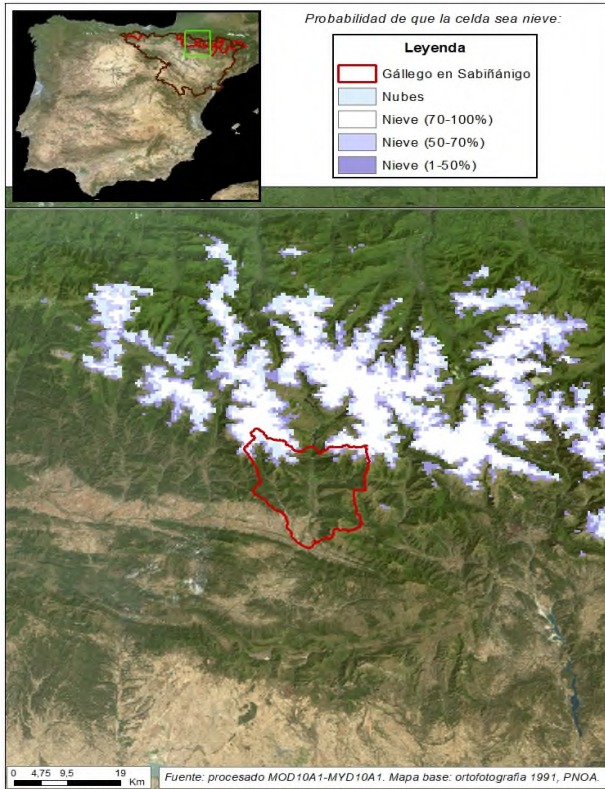 Probabilidad de que la celda sea nieve:
Leyenda
Gállego en Sabiñánigo
Nubes
Nieve (70-100%)
Nieve (50-70%)
Nieve (1-50%)
0 4,75 9,5 19
Km
Fuente: procesado MOD10A1-MYD10A1. Mapa base: ortofotografía 1991, PNOA.